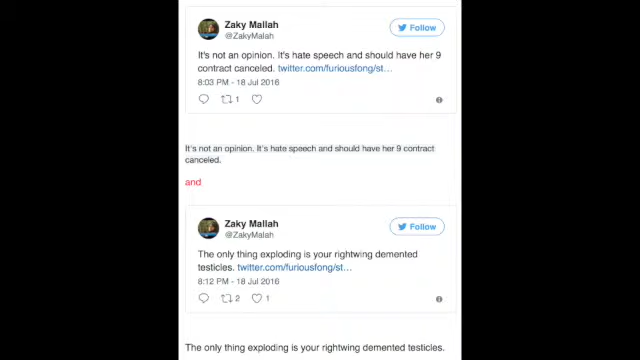 Zaky Mallah
@ZakyMalah
Follow
It's not an opinion. It's hate speech and should have her 9
contract canceled. twitter.com/furiousfong/st…
8:03 PM - 18 Jul 2016
1
It's not an opinion. It's hate speech and should have her 9 contract
canceled.
and
Zaky Mallah
@ZakyMalah
Follow
The only thing exploding is your rightwing demented
testicles. twitter.com/furiousfong/st…
8:12 PM - 18 Jul 2016
2 1
The only thing exploding is your rightwing demented testicles.